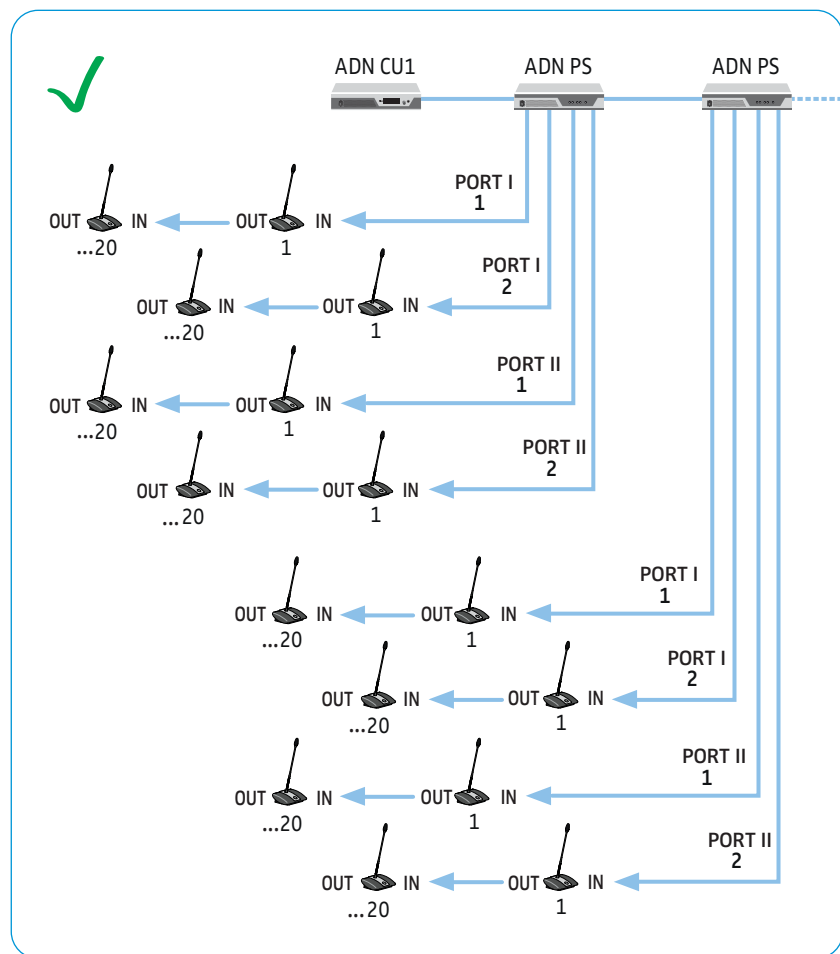 ADN CU1 ADN PS ADN PS
PORT I
1
OUT IN OUT IN
...20 1
PORT I
2
OUT IN OUT IN
...20 1
PORT II
1
OUT IN OUT IN
...20 1
PORT II
2
OUT IN OUT IN
...20 1
PORT I
1
OUT IN OUT IN
...20 1
PORT I
2
OUT IN OUT IN
...20 1
PORT II
1
OUT IN OUT IN
...20 1
PORT II
2
OUT IN OUT IN
...20 1